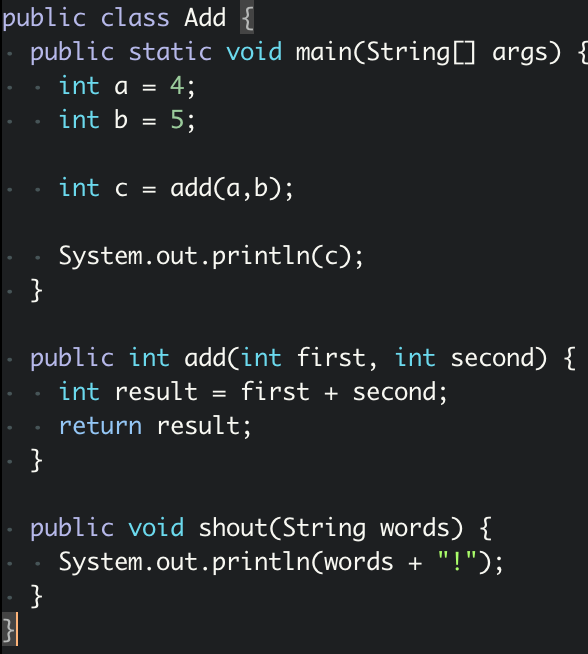 public class Add {
public static void main(String[] args) {
int a = 4;
int b = 5;
int c = add(a,b);
System.out.println(c);
}
public int add(int first, int second) {
int result = first + second;
return result;
}
public void shout(String words) {
System.out.println(words + "!");
}
}